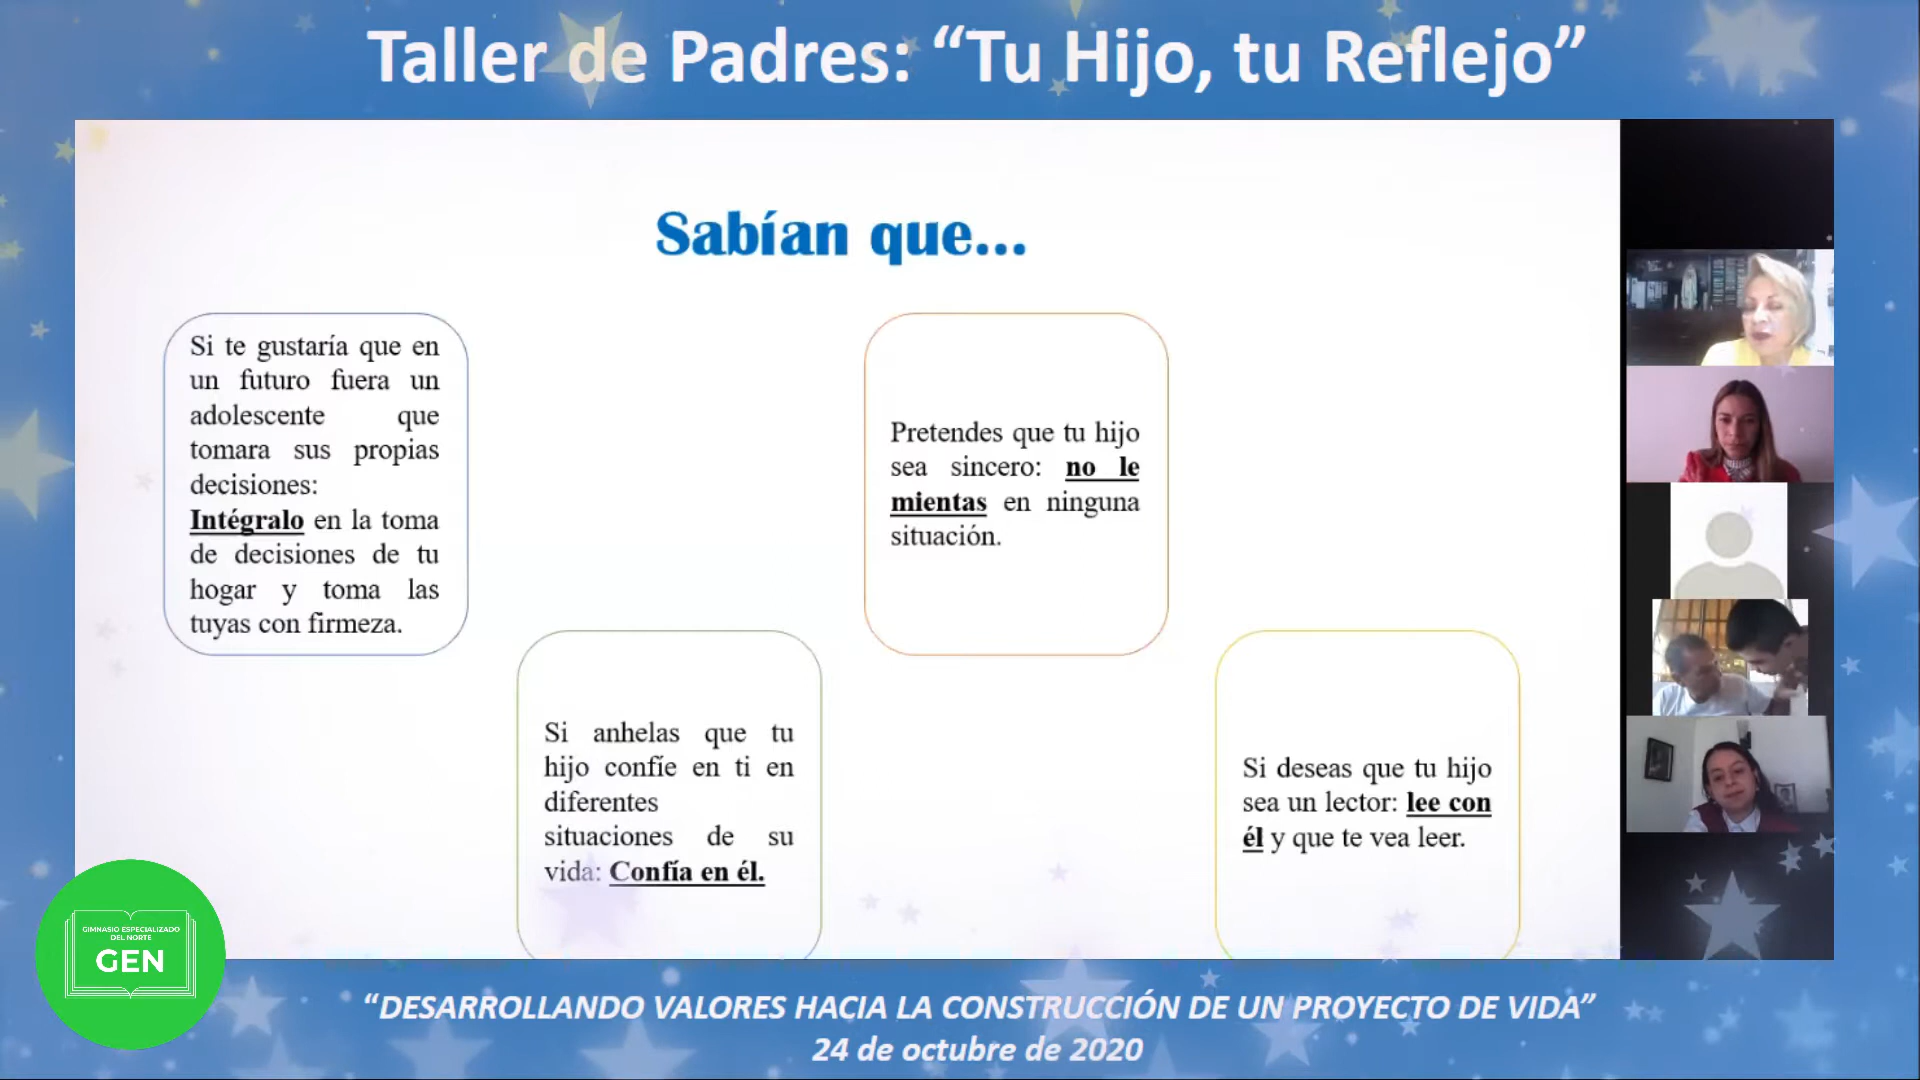 Taller de Padres: “Tu Hijo, tu Reflejo”
Sabían que...
Si te gustaría que en
un futuro fuera un
adolescente que
tomara sus propias
decisiones:
Intégralo en la toma
de decisiones de tu
hogar y toma las
tuyas con firmeza.
Si anhelas que tu
hijo confíe en ti en
diferentes
situaciones de su
vida: Confía en él.
Pretendes que tu hijo
sea sincero: no le
mientas en ninguna
situación.
Si deseas que tu hijo
sea un lector: lee con
él y que te vea leer.
GIMNASIO ESPECIALIZADO
DEL NORTE
GEN
“DESARROLLANDO VALORES HACIA LA CONSTRUCCIÓN DE UN PROYECTO DE VIDA”
24 de octubre de 2020